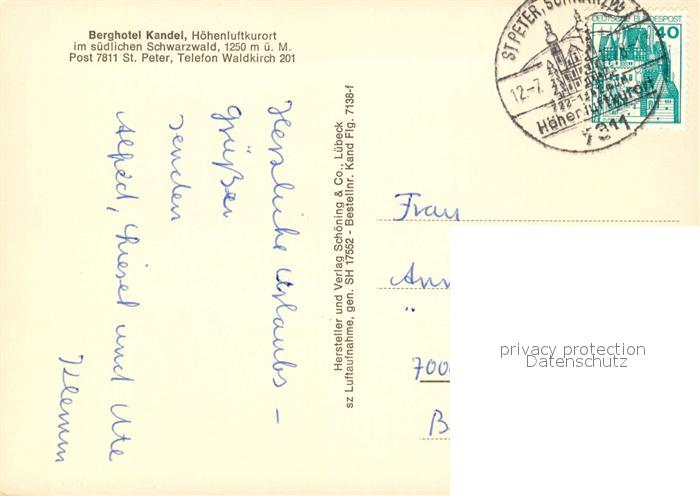 Berghotel Kandel, Höhenluftkurort
im südlichen Schwarzwald, 1250 m ü. M.
Post 7811 St. Peter, Telefon Waldkirch 201
Herzliche Urlaubs-
grüße
senden
Alfred, Liesel und Ute
Hersteller und Verlag Schöning & Co., Lübeck
sz Luftaufnahme, gen. SH 17552 - Bestellnr. Kand Fig. 7138-f
ST PETER, SCHWARZW
12.-7.
Höhenluftkurort
7811
DEUTSCHE BUNDESPOST
40
Frau
Ann
700
B
privacy protection
Datenschutz